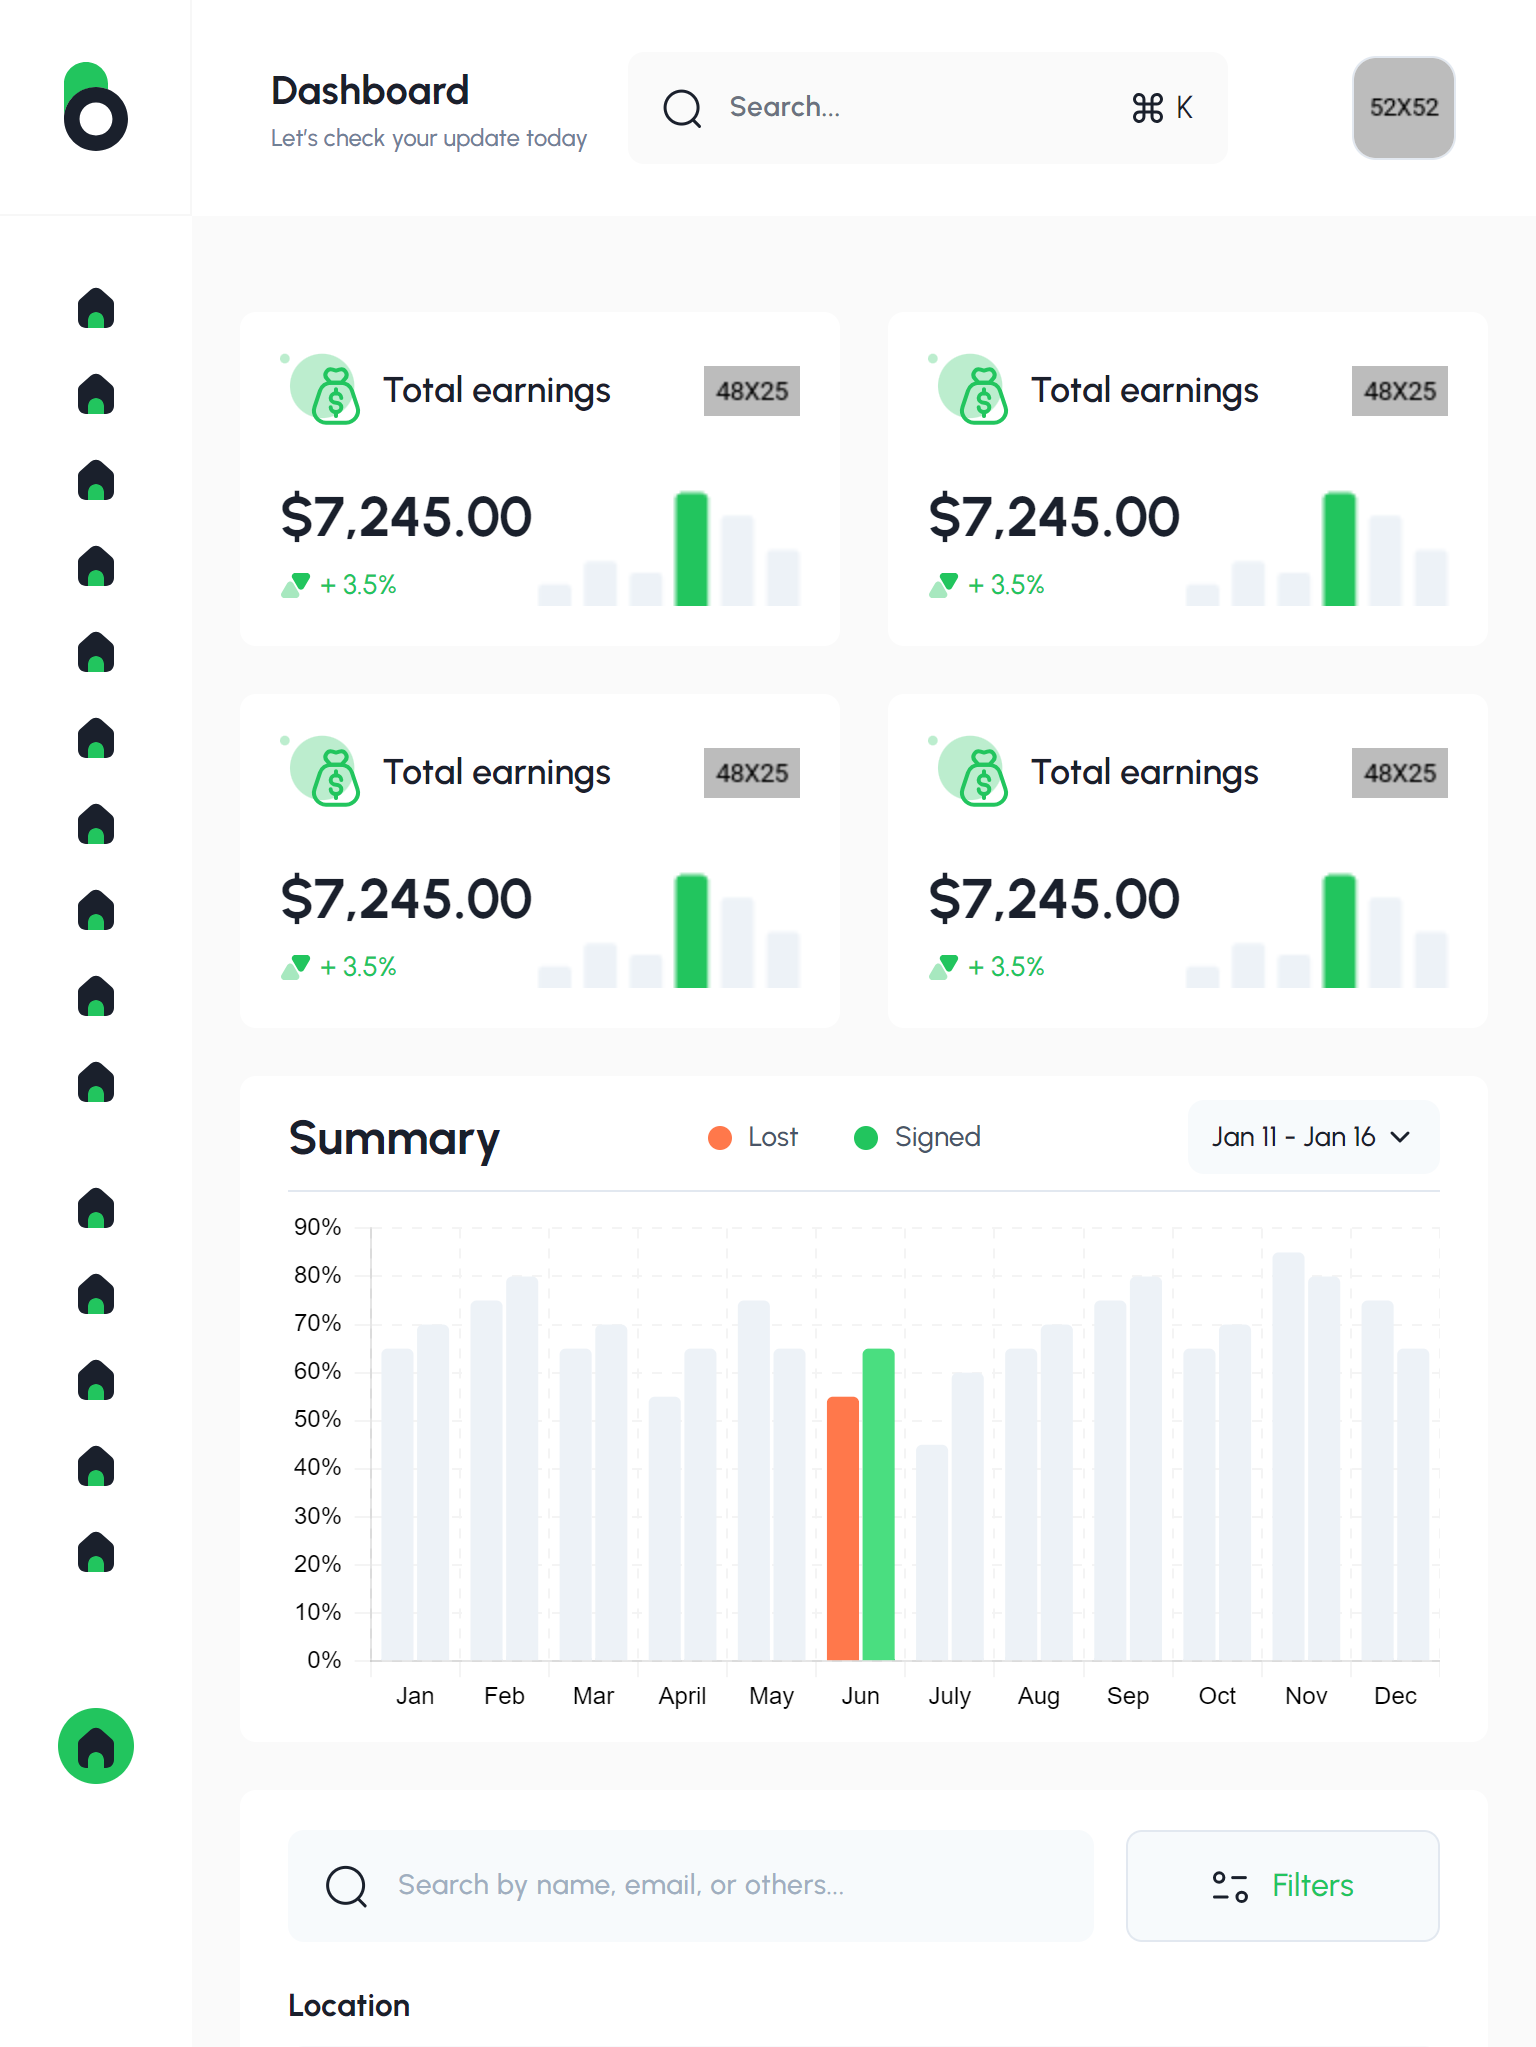 Dashboard
Let's check your update today
Search...
⌘ K
52X52
Total earnings
48X25
$7,245.00
+ 3.5%
Total earnings
48X25
$7,245.00
+ 3.5%
Total earnings
48X25
$7,245.00
+ 3.5%
Total earnings
48X25
$7,245.00
+ 3.5%
Summary
Lost
Signed
Jan 11 - Jan 16
90%
80%
70%
60%
50%
40%
30%
20%
10%
0%
Jan Feb Mar April May Jun July Aug Sep Oct Nov Dec
Search by name, email, or others...
Filters
Location